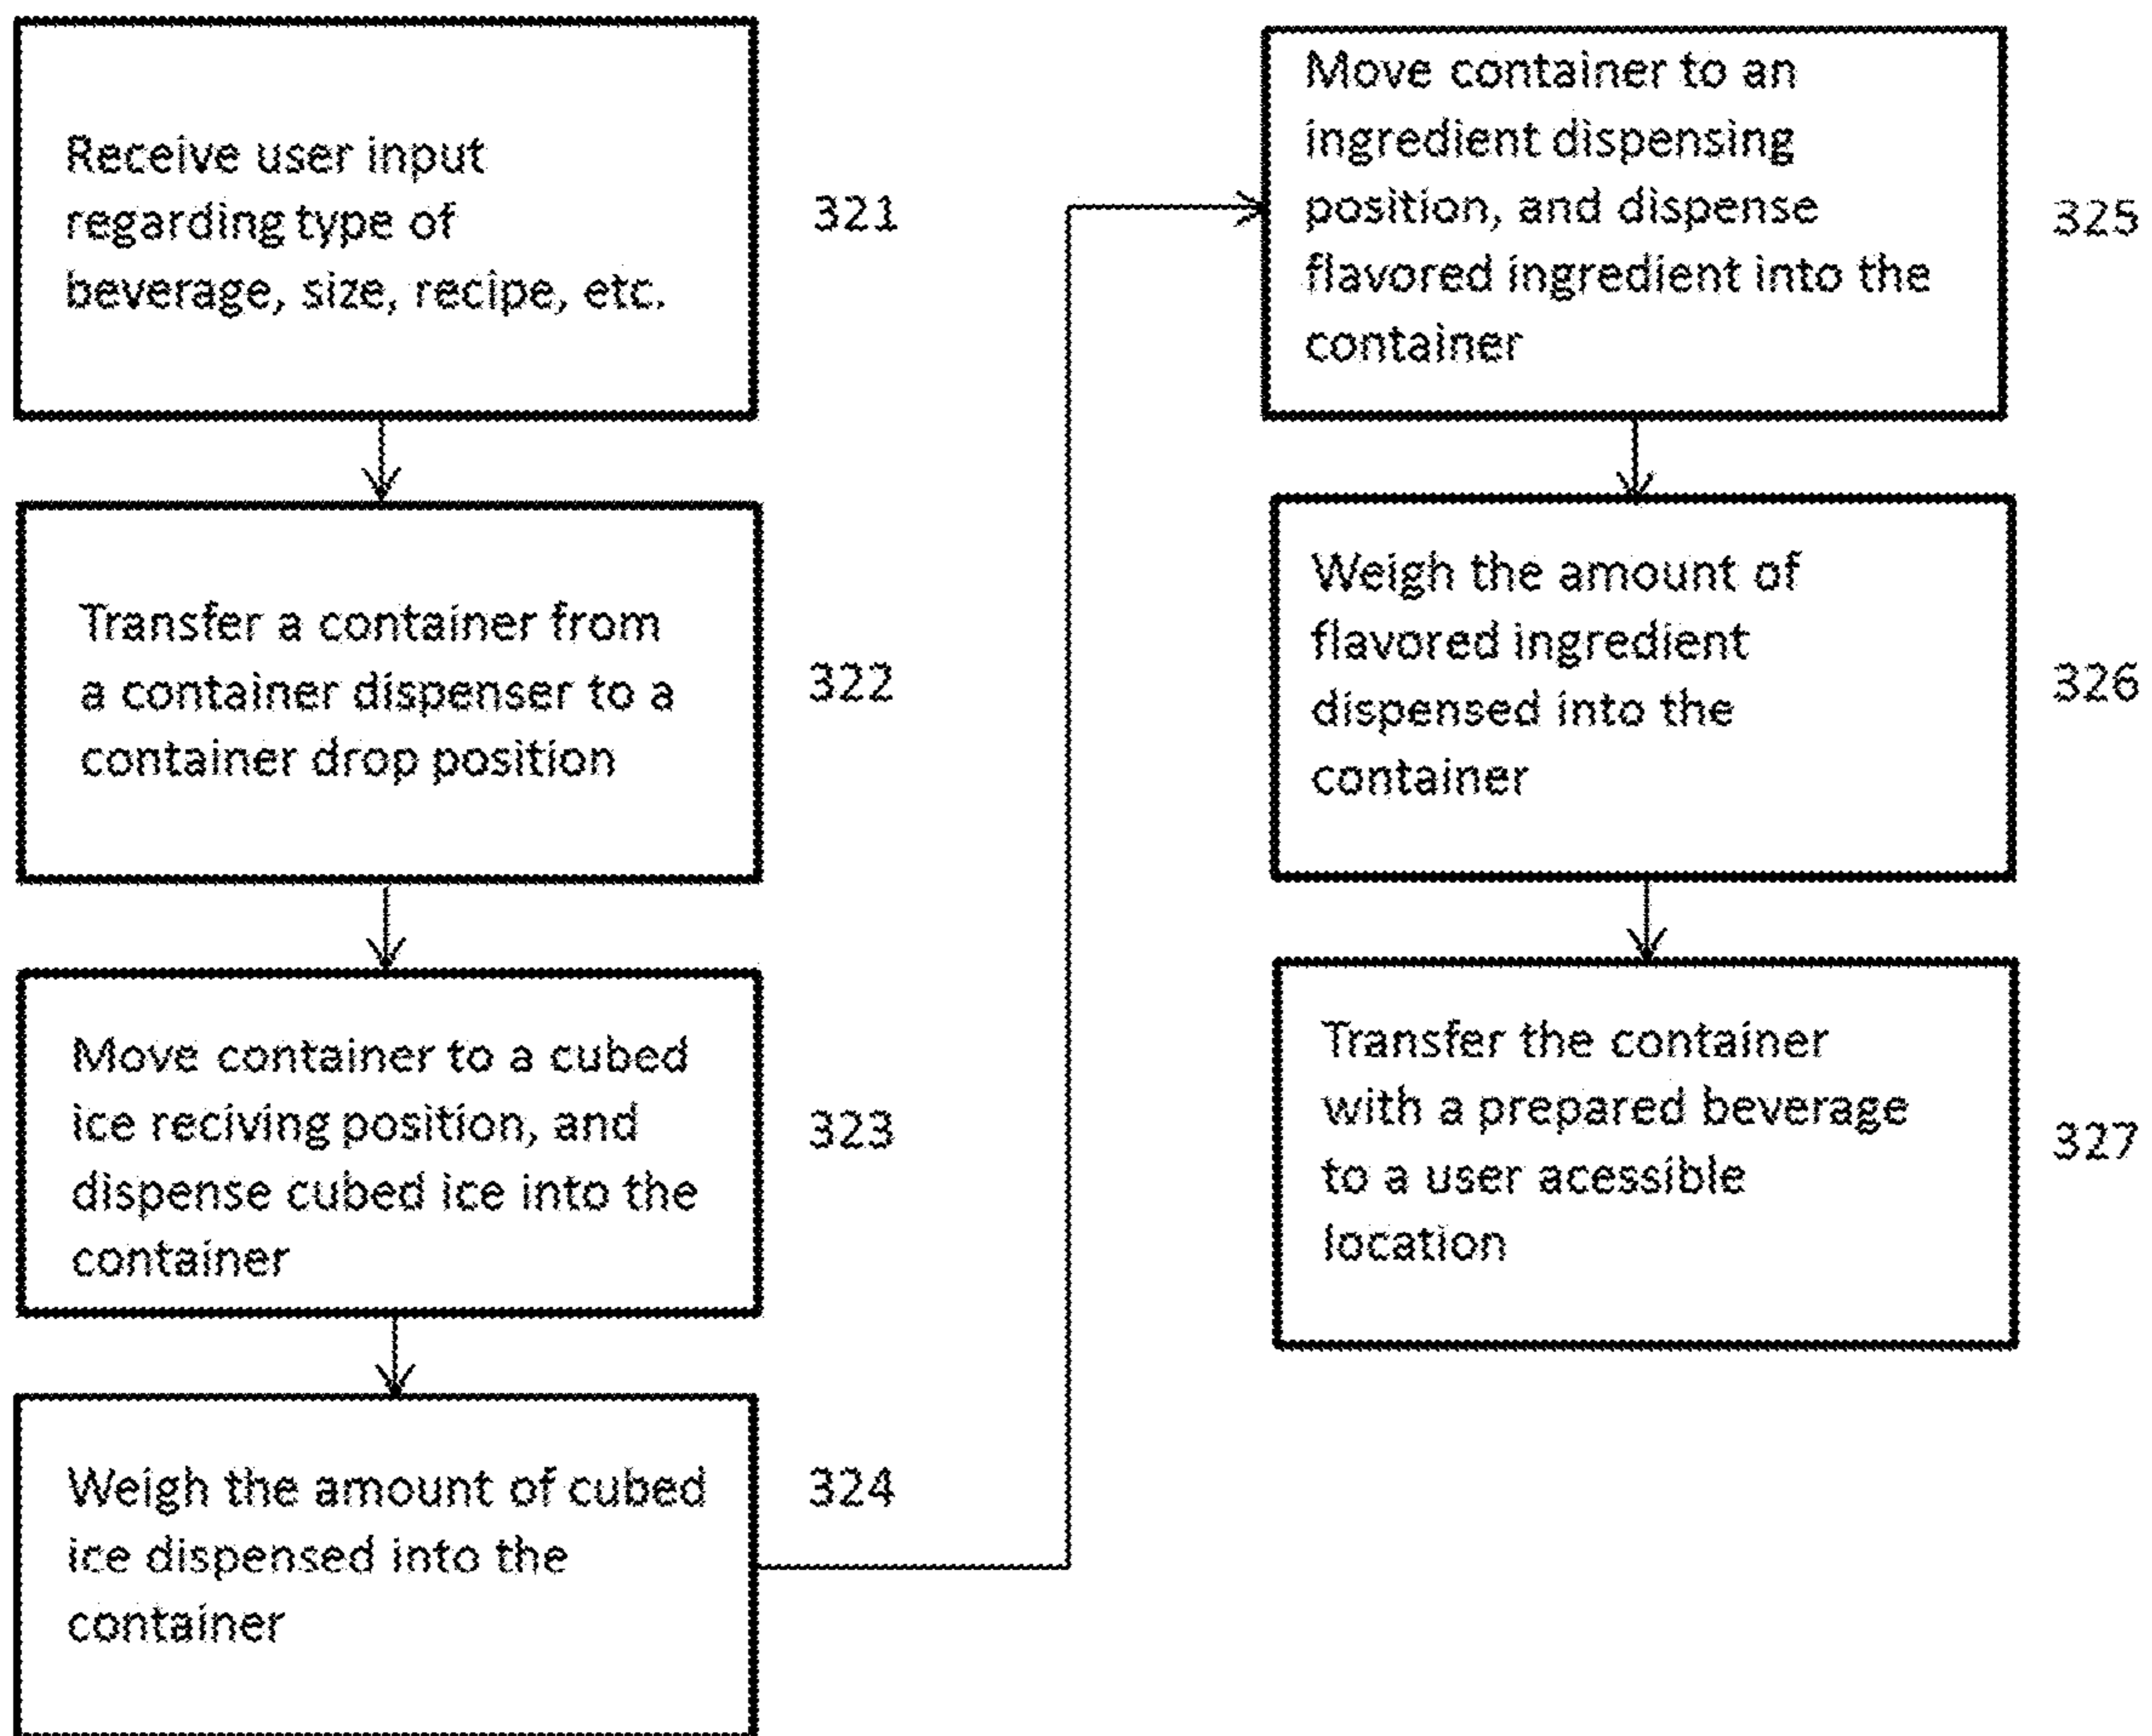 Receive user input
regarding type of
beverage, size, recipe, etc.
321
Transfer a container from
a container dispenser to a
container drop position
322
Move container to a cubed
ice reciving position, and
dispense cubed ice into the
container
323
Weigh the amount of cubed
ice dispensed into the
container
324
Move container to an
ingredient dispensing
position, and dispense
flavored ingredient into the
container
325
Weigh the amount of
flavored ingredient
dispensed into the
container
326
Transfer the container
with a prepared beverage
to a user acessible
location
327